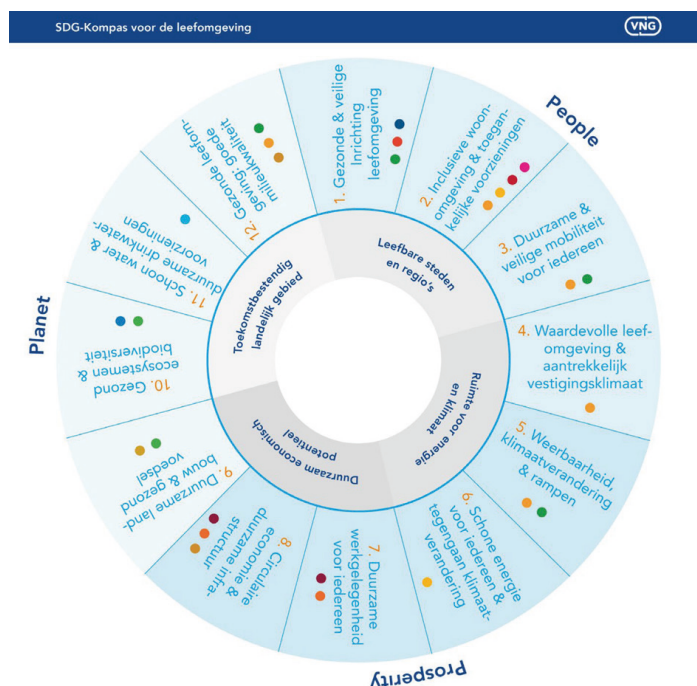 SDG-Kompas voor de leefomgeving
VNG
People
Planet
Prosperity
1. Gezonde & veilige
Inrichting
leefomgeving
2. Inclusieve woon-
omgeving & toegan-
kelijke voorzieningen
3. Duurzame &
veilige mobiliteit
voor iedereen
4. Waardevolle leef-
omgeving &
aantrekkelijk
vestigingsklimaat
5. Weerbaarheid,
klimaatverandering
& rampen
6. Schone energie
voor iedereen &
tegengaan klimaat-
verandering
7. Duurzame
werkgelegenheid
voor iedereen
8. Circulaire
economie &
duurzame infra-
structuur
9. Duurzame land-
bouw & gezond
voedsel
10. Gezond
ecosystemen &
biodiversiteit
11. Schoon water &
duurzame drinkwater-
voorzieningen
12. Gezonde leefom-
geving: goede
milieukwaliteit
Leefbare steden
en regio's
Ruimte voor energie
en klimaat
Duurzaam economisch
potentieel
Toekomstbestendig
landelijk gebied